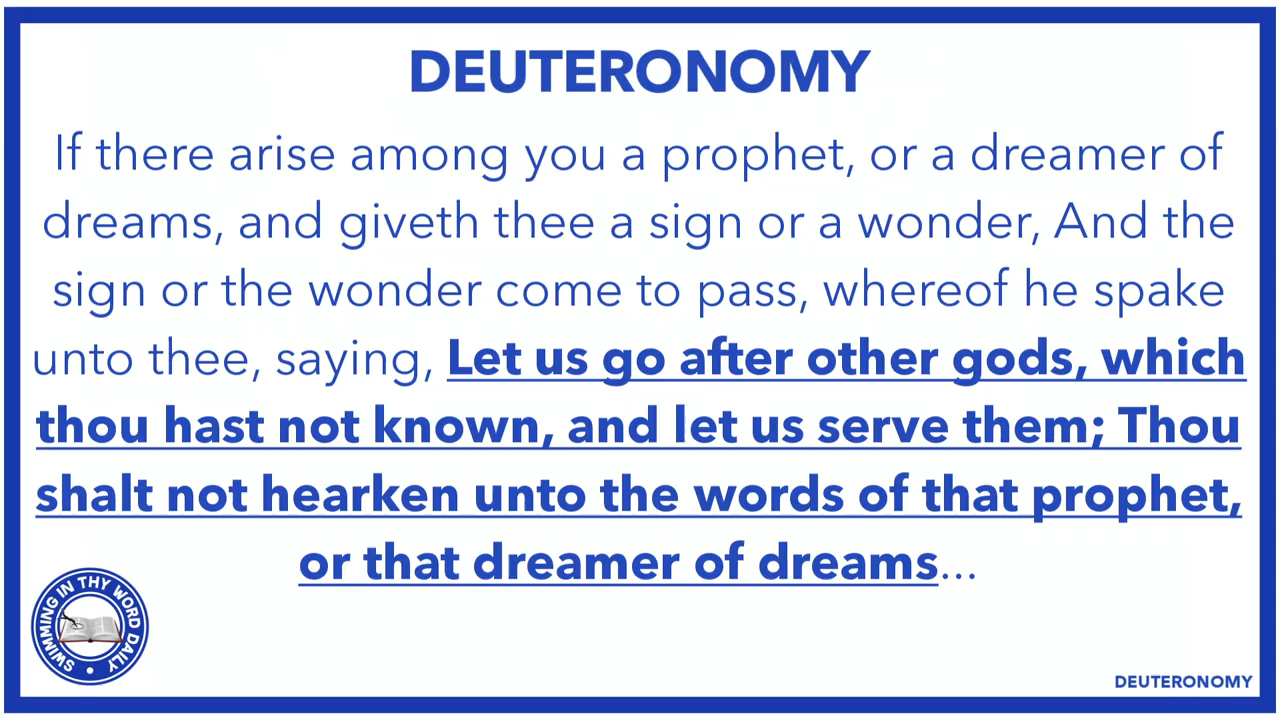 DEUTERONOMY
If there arise among you a prophet, or a dreamer of
dreams, and giveth thee a sign or a wonder, And the
sign or the wonder come to pass, whereof he spake
unto thee, saying, Let us go after other gods, which
thou hast not known, and let us serve them; Thou
shalt not hearken unto the words of that prophet,
or that dreamer of dreams...
SWIMMING IN THY WORD DAILY •
DEUTERONOMY